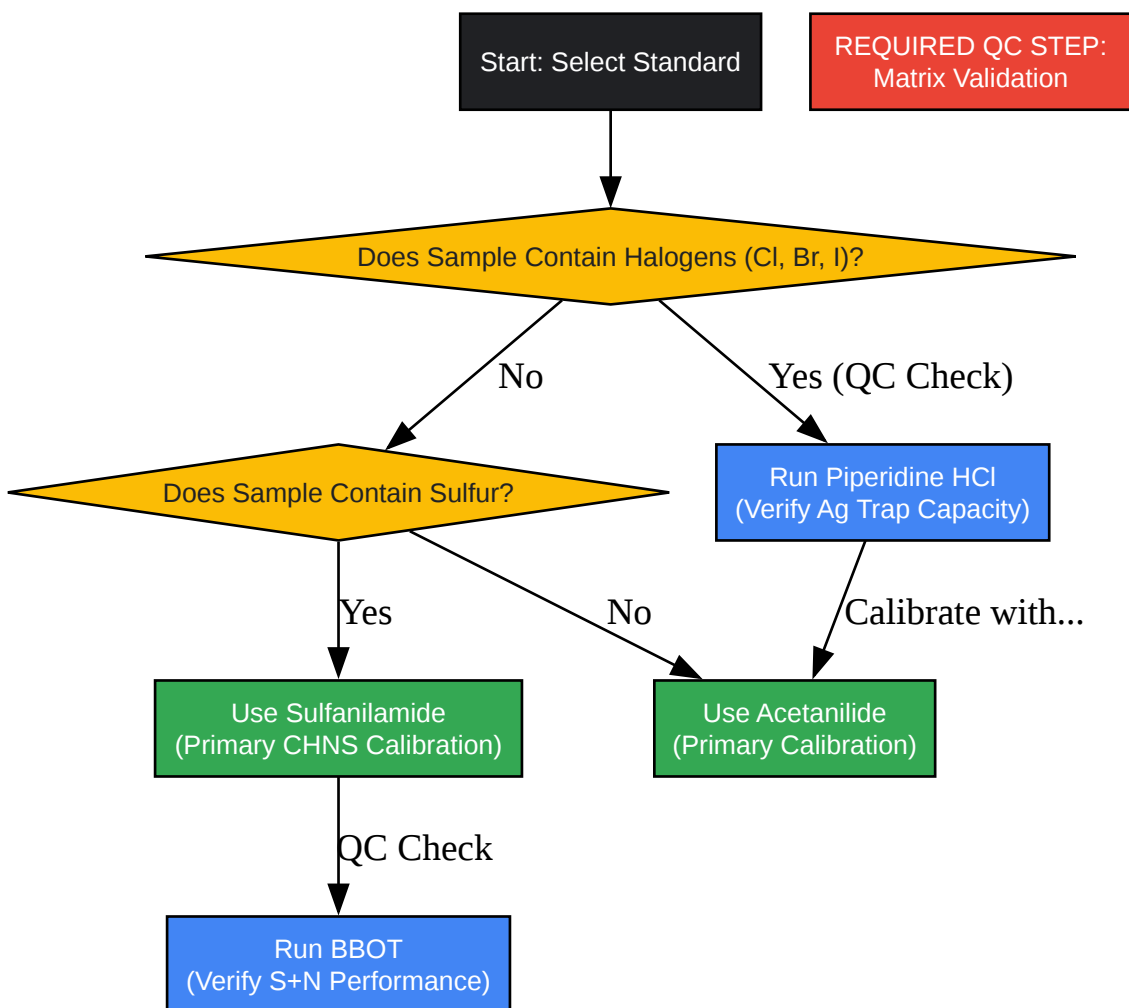 Start: Select Standard
REQUIRED QC STEP:
Matrix Validation
Does Sample Contain Halogens (Cl, Br, I)?
No
Yes (QC Check)
Does Sample Contain Sulfur?
Run Piperidine HCl
(Verify Ag Trap Capacity)
Yes
No
Calibrate with...
Use Sulfanilamide
(Primary CHNS Calibration)
Use Acetanilide
(Primary Calibration)
QC Check
Run BBOT
(Verify S+N Performance)